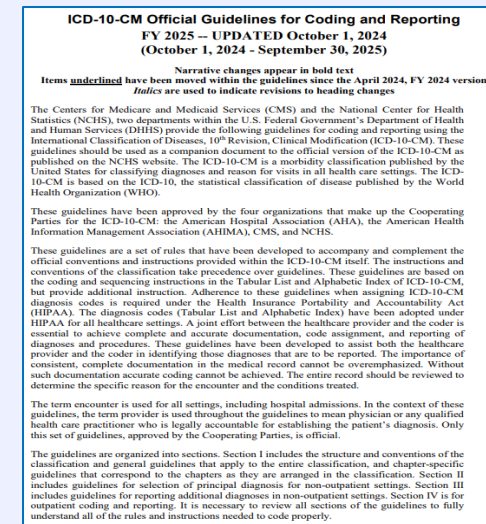 ICD-10-CM Official Guidelines for Coding and Reporting
FY 2025 -- UPDATED October 1, 2024
(October 1, 2024 - September 30, 2025)
Narrative changes appear in bold text
Items underlined have been moved within the guidelines since the April 2024, FY 2024 version
Italics are used to indicate revisions to heading changes
The Centers for Medicare and Medicaid Services (CMS) and the National Center for Health
Statistics (NCHS), two departments within the U.S. Federal Government's Department of Health
and Human Services (DHHS) provide the following guidelines for coding and reporting using the
International Classification of Diseases, 10th Revision, Clinical Modification (ICD-10-CM). These
guidelines should be used as a companion document to the official version of the ICD-10-CM as
published on the NCHS website. The ICD-10-CM is a morbidity classification published by the
United States for classifying diagnoses and reason for visits in all health care settings. The ICD-
10-CM is based on the ICD-10, the statistical classification of disease published by the World
Health Organization (WHO).
These guidelines have been approved by the four organizations that make up the Cooperating
Parties for the ICD-10-CM: the American Hospital Association (AHA), the American Health
Information Management Association (AHIMA), CMS, and NCHS.
These guidelines are a set of rules that have been developed to accompany and complement the
official conventions and instructions provided within the ICD-10-CM itself. The instructions and
conventions of the classification take precedence over guidelines. These guidelines are based on
the coding and sequencing instructions in the Tabular List and Alphabetic Index of ICD-10-CM,
but provide additional instruction. Adherence to these guidelines when assigning ICD-10-CM
diagnosis codes is required under the Health Insurance Portability and Accountability Act
(HIPAA). The diagnosis codes (Tabular List and Alphabetic Index) have been adopted under
HIPAA for all healthcare settings. A joint effort between the healthcare provider and the coder is
essential to achieve complete and accurate documentation, code assignment, and reporting of
diagnoses and procedures. These guidelines have been developed to assist both the healthcare
provider and the coder in identifying those diagnoses that are to be reported. The importance of
consistent, complete documentation in the medical record cannot be overemphasized. Without
such documentation accurate coding cannot be achieved. The entire record should be reviewed to
determine the specific reason for the encounter and the conditions treated.
The term encounter is used for all settings, including hospital admissions. In the context of these
guidelines, the term provider is used throughout the guidelines to mean physician or any qualified
health care practitioner who is legally accountable for establishing the patient's diagnosis. Only
this set of guidelines, approved by the Cooperating Parties, is official.
The guidelines are organized into sections. Section I includes the structure and conventions of the
classification and general guidelines that apply to the entire classification, and chapter-specific
guidelines that correspond to the chapters as they are arranged in the classification. Section II
includes guidelines for selection of principal diagnosis for non-outpatient settings. Section III
includes guidelines for reporting additional diagnoses in non-outpatient settings. Section IV is for
outpatient coding and reporting. It is necessary to review all sections of the guidelines to fully
understand all of the rules and instructions needed to code properly.